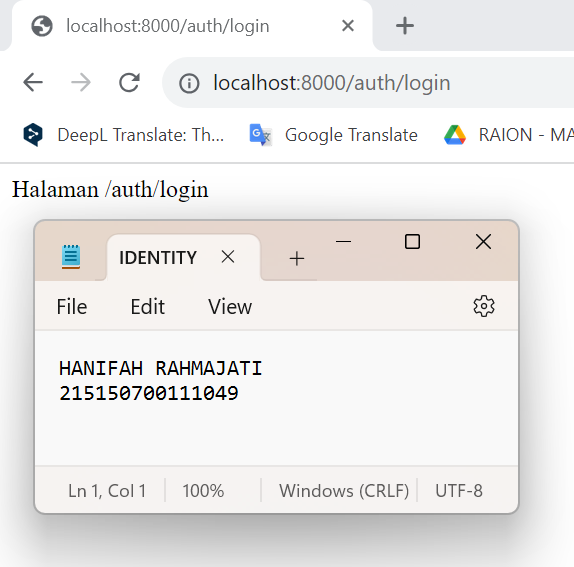 localhost:8000/auth/login
localhost:8000/auth/login
DeepL Translate: Th... Google Translate RAION - MA
Halaman /auth/login
IDENTITY
File Edit View
HANIFAH RAHMAJATI
215150700111049
Ln 1, Col 1 100% Windows (CRLF) UTF-8